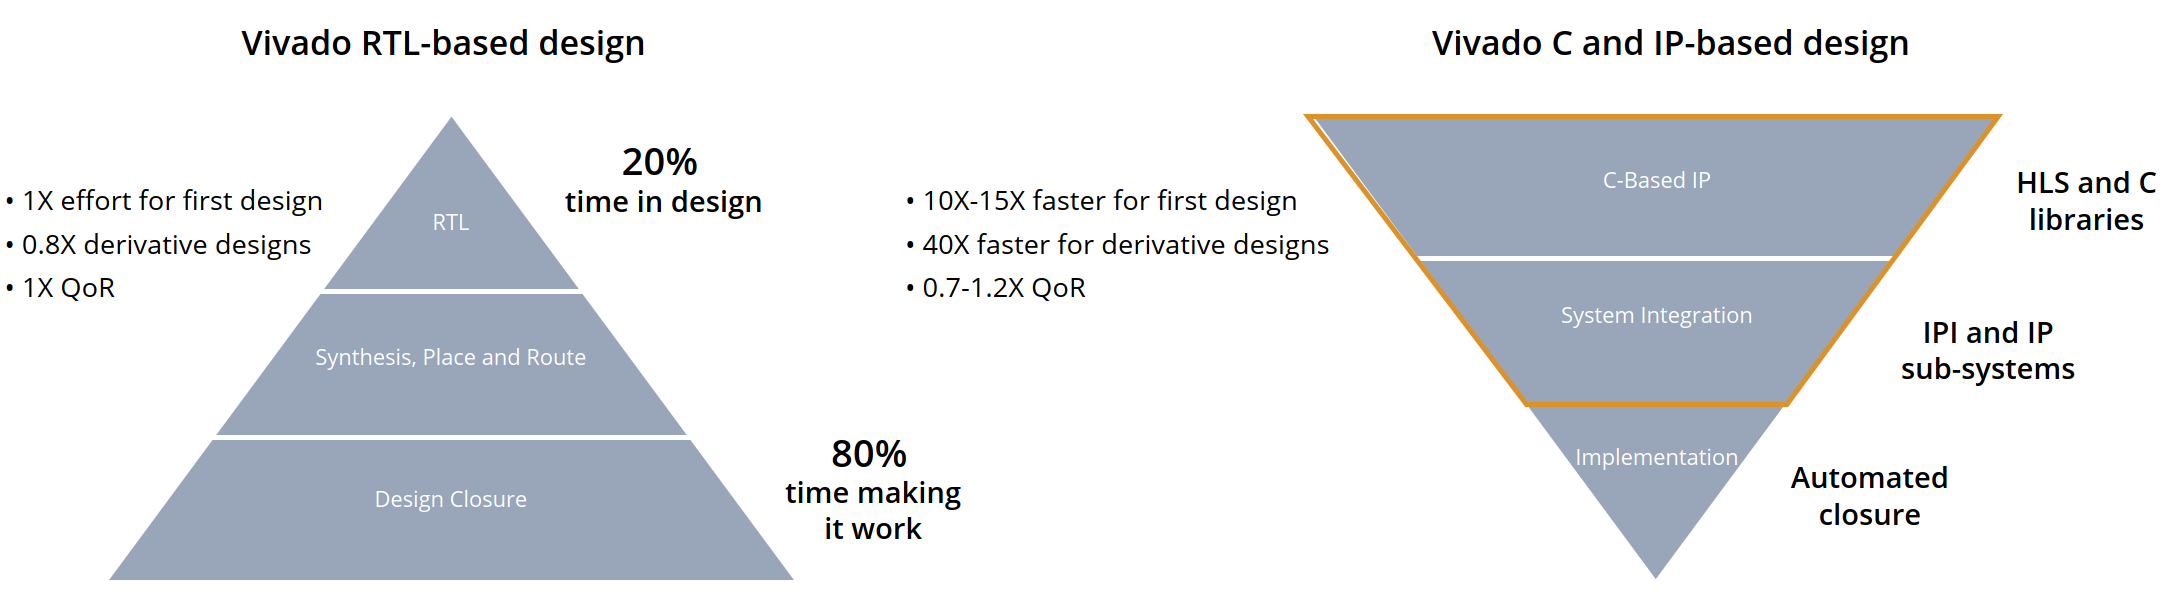 Vivado RTL-based design
• 1X effort for first design
• 0.8X derivative designs
• 1X QoR
RTL
Synthesis, Place and Route
Design Closure
20%
time in design
80%
time making
it work
Vivado C and IP-based design
• 10X-15X faster for first design
• 40X faster for derivative designs
• 0.7-1.2X QoR
C-Based IP
System Integration
Implementation
HLS and C
libraries
IPI and IP
sub-systems
Automated
closure